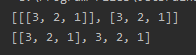 [[[3, 2, 1]], [3, 2, 1]]
[[3, 2, 1], 3, 2, 1]